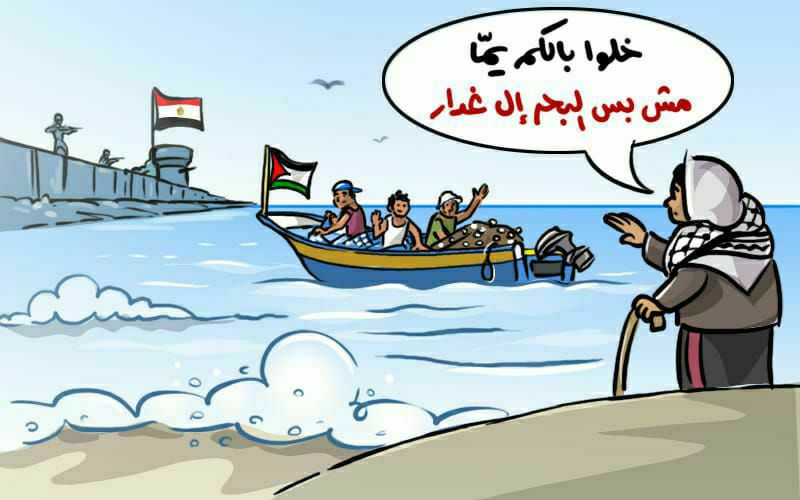 خلوا بالكم يمّا
مش بس البحر إل غدار